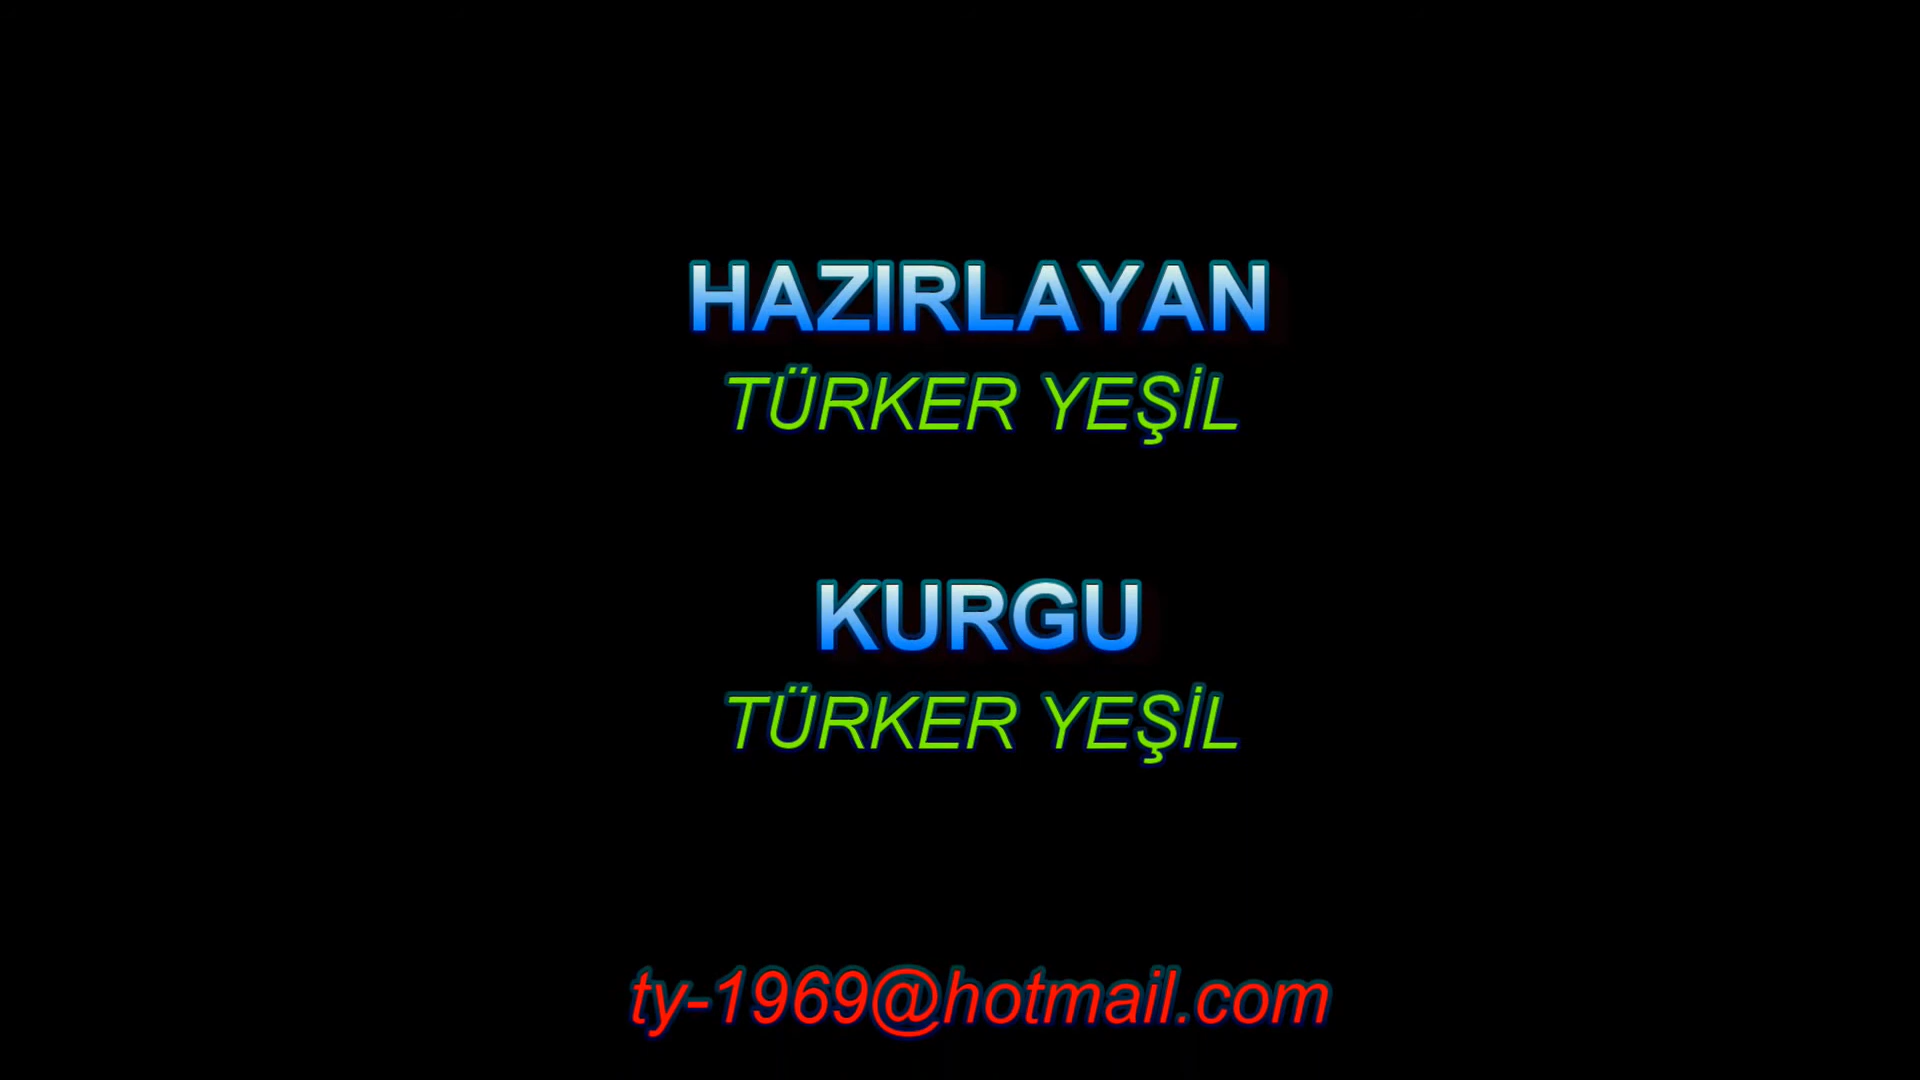 HAZIRLAYAN
TÜRKER YEŞİL
KURGU
TÜRKER YEŞİL
ty-1969@hotmail.com